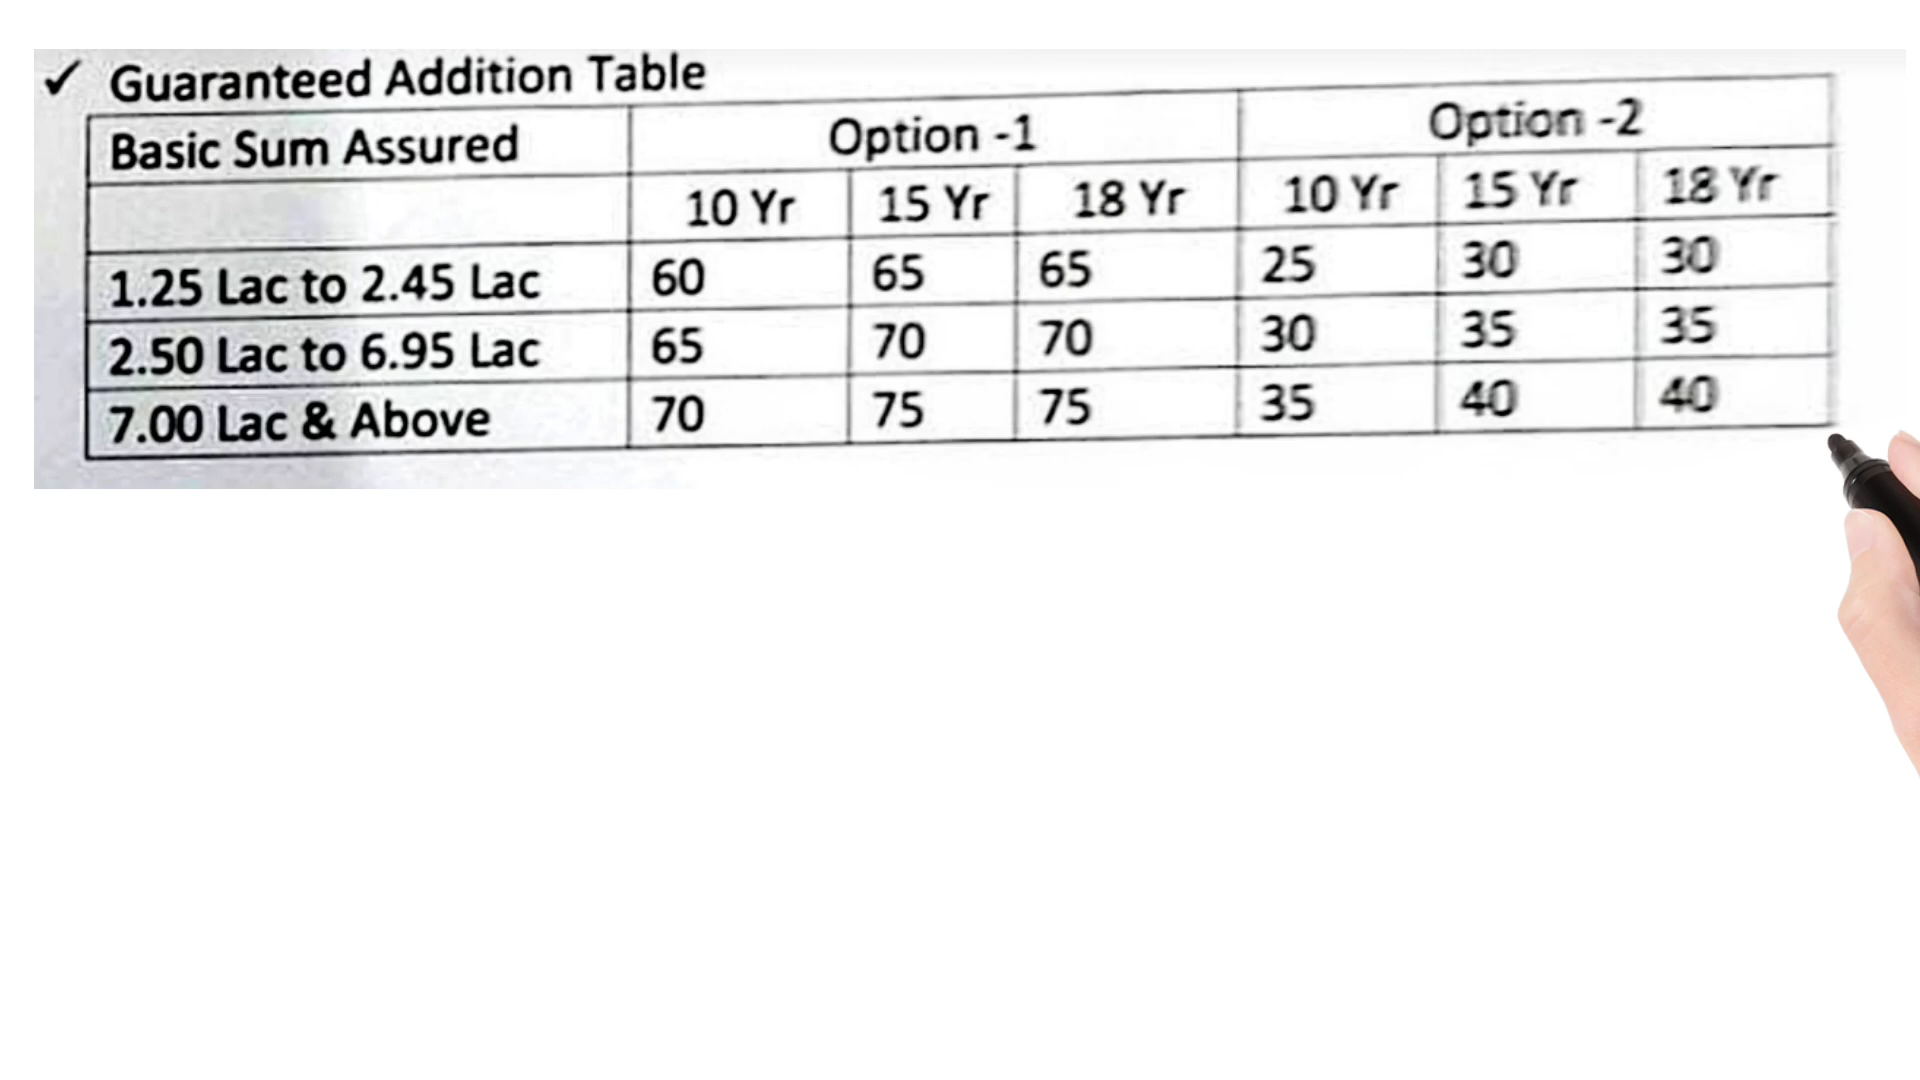 ✓ Guaranteed Addition Table
Basic Sum Assured Option -1 Option -2
10 Yr 15 Yr 18 Yr 10 Yr 15 Yr 18 Yr
1.25 Lac to 2.45 Lac 60 65 65 25 30 30
2.50 Lac to 6.95 Lac 65 70 70 30 35 35
7.00 Lac & Above 70 75 75 35 40 40